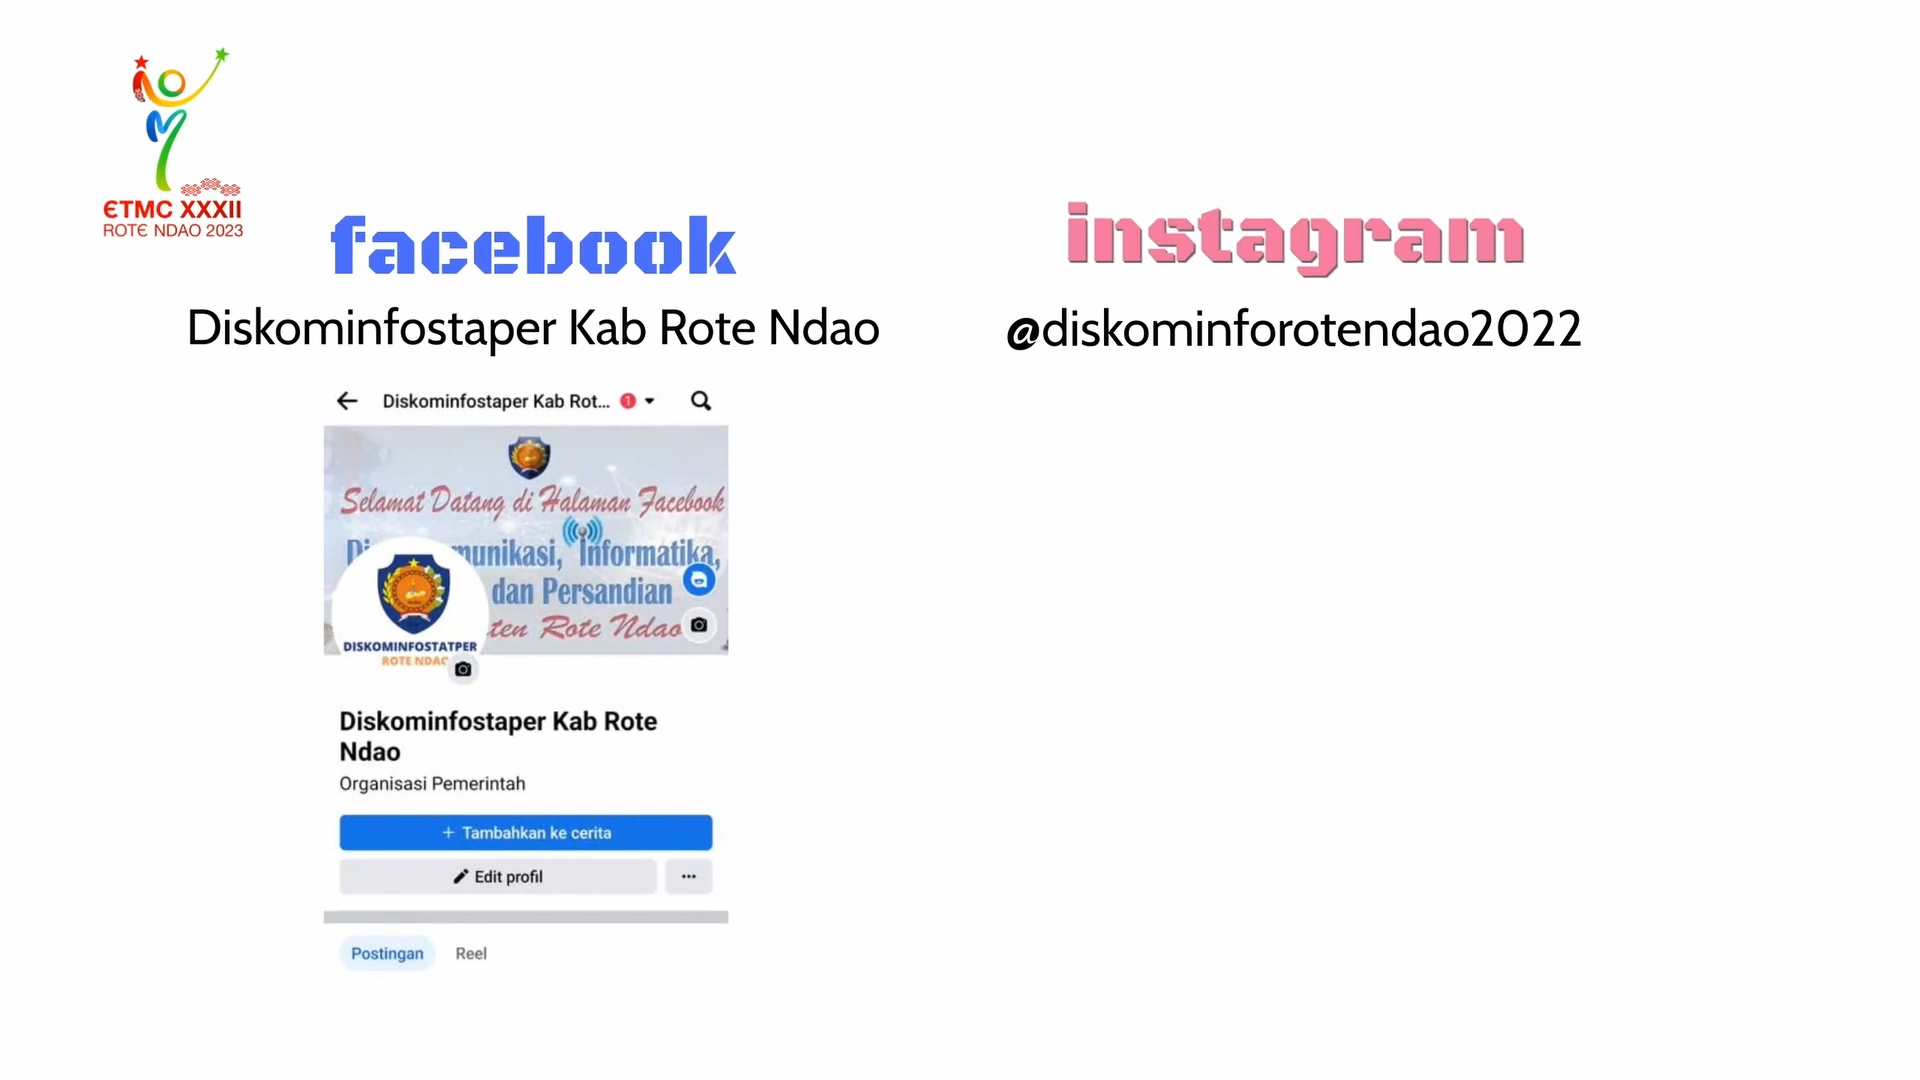 ETMC XXXII
ROTE NDAO 2023
facebook
Diskominfostaper Kab Rote Ndao
instagram
@diskominforotendao2022
Diskominfostaper Kab Rot... 1
Selamat Datang di Halaman Facebook
munikasi, Informatika,
dan Persandian
Rote Ndao
DISKOMINFOSTATPER
ROTE NDAO
Diskominfostaper Kab Rote
Ndao
Organisasi Pemerintah
+ Tambahkan ke cerita
Edit profil
...
Postingan Reel